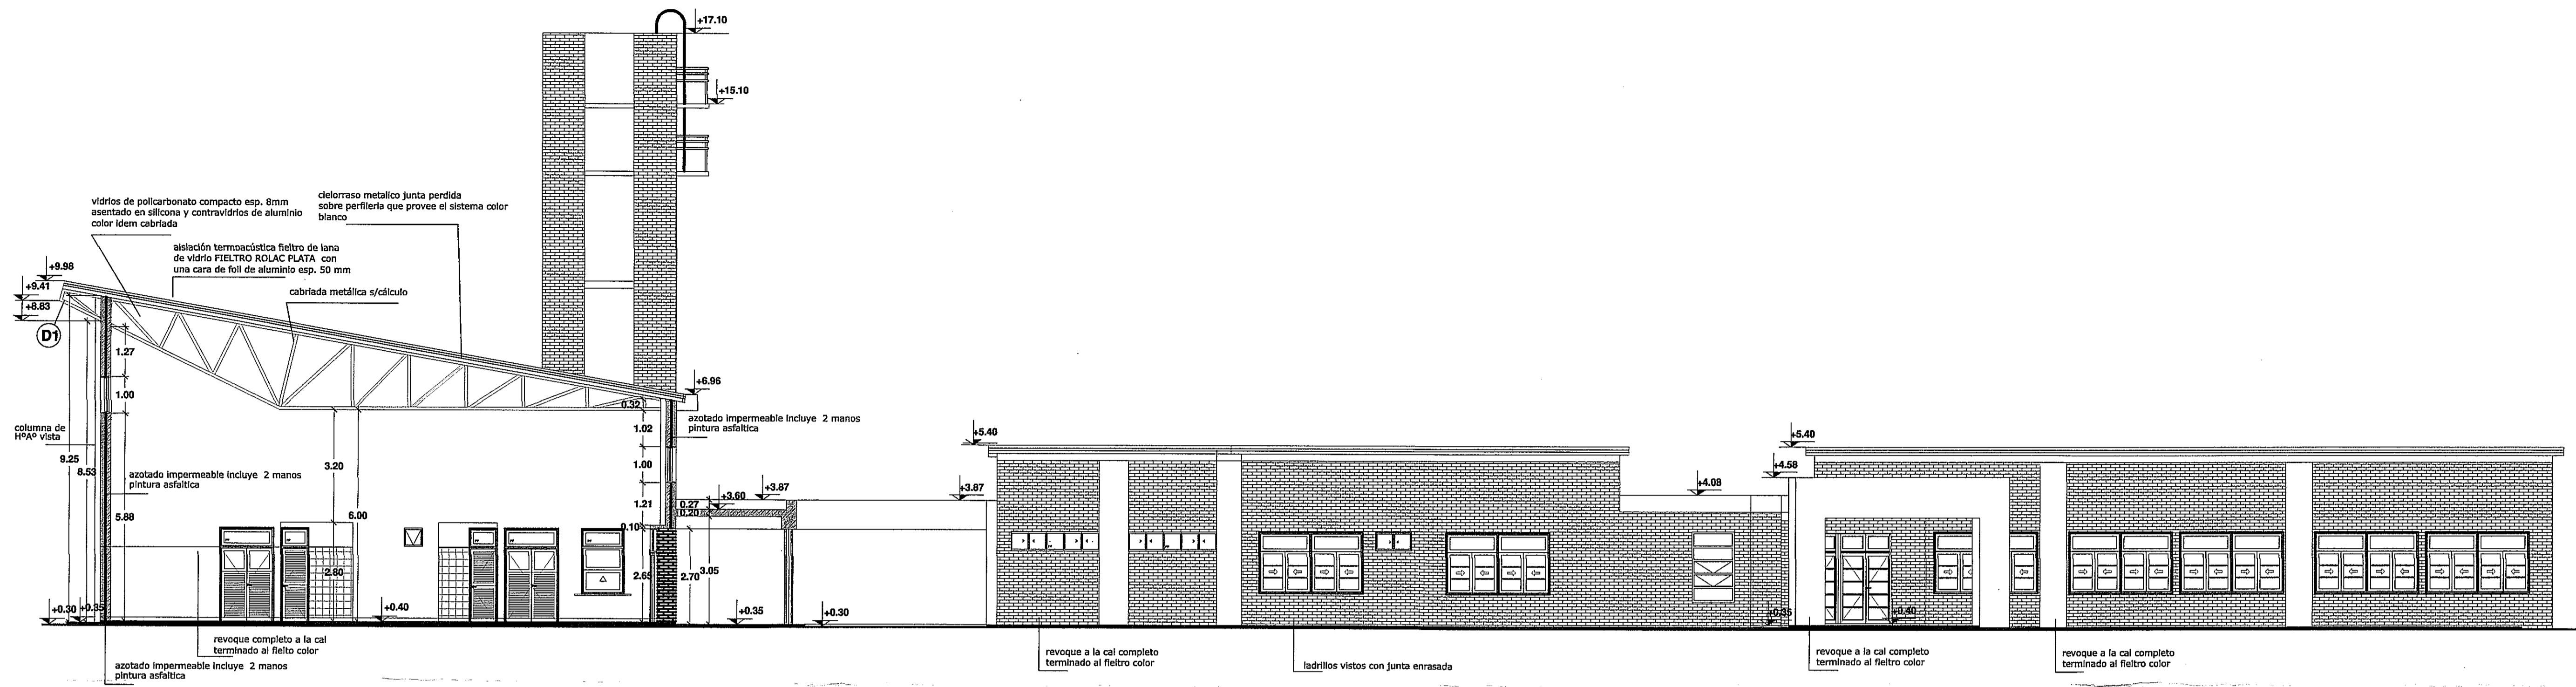 +17.10
+15.10
vidrios de policarbonato compacto esp. 8mm
asentado en silicona y contravidrios de aluminio
color idem cabriada
cielorraso metalico junta perdida
sobre perfileria que provee el sistema color
blanco
aislación termoacústica fieltro de lana
de vidrio FIELTRO ROLAC PLATA con
una cara de foil de aluminio esp. 50 mm
cabriada metálica s/cálculo
+9.98
+9.41
+8.83
D1
1.27
1.00
columna de
HºAº vista
9.25
8.53
azotado impermeable incluye 2 manos
pintura asfaltica
5.88
3.20
6.00
2.80
+6.96
0.32
1.02
azotado impermeable incluye 2 manos
pintura asfaltica
1.00
1.21
0.10
2.65
2.70
3.05
0.27
0.20
+3.60
+3.87
+3.87
+5.40
+4.08
+5.40
+4.58
+0.30
+0.35
+0.40
+0.35
+0.30
+0.35
+0.40
revoque completo a la cal
terminado al fielto color
azotado impermeable incluye 2 manos
pintura asfaltica
revoque a la cal completo
terminado al fieltro color
ladrillos vistos con junta enrasada
revoque a la cal completo
terminado al fieltro color
revoque a la cal completo
terminado al fieltro color